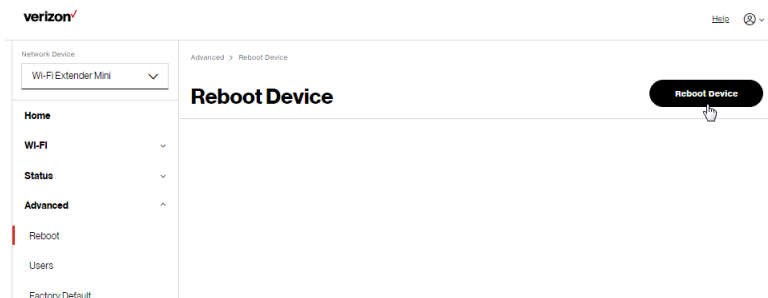 verizon✓
Help
Network Device
Wi-Fi Extender Mini
Advanced > Reboot Device
Reboot Device
Reboot Device
Home
Wi-Fi
Status
Advanced
Reboot
Users
Factory Default